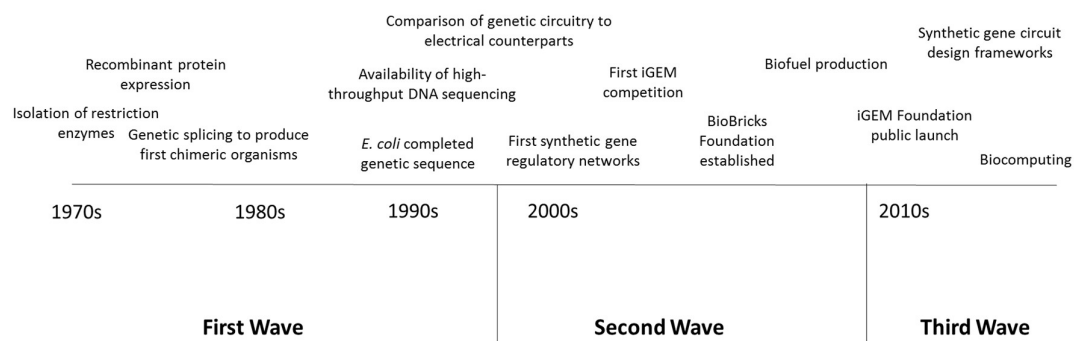 Comparison of genetic circuitry to
electrical counterparts
Synthetic gene circuit
design frameworks
Recombinant protein
expression
Availability of high-
throughput DNA sequencing
First iGEM
competition
Biofuel production
Isolation of restriction
enzymes
Genetic splicing to produce
first chimeric organisms
E. coli completed
genetic sequence
First synthetic gene
regulatory networks
BioBricks
Foundation
established
iGEM Foundation
public launch
Biocomputing
1970s
1980s
1990s
2000s
2010s
First Wave
Second Wave
Third Wave